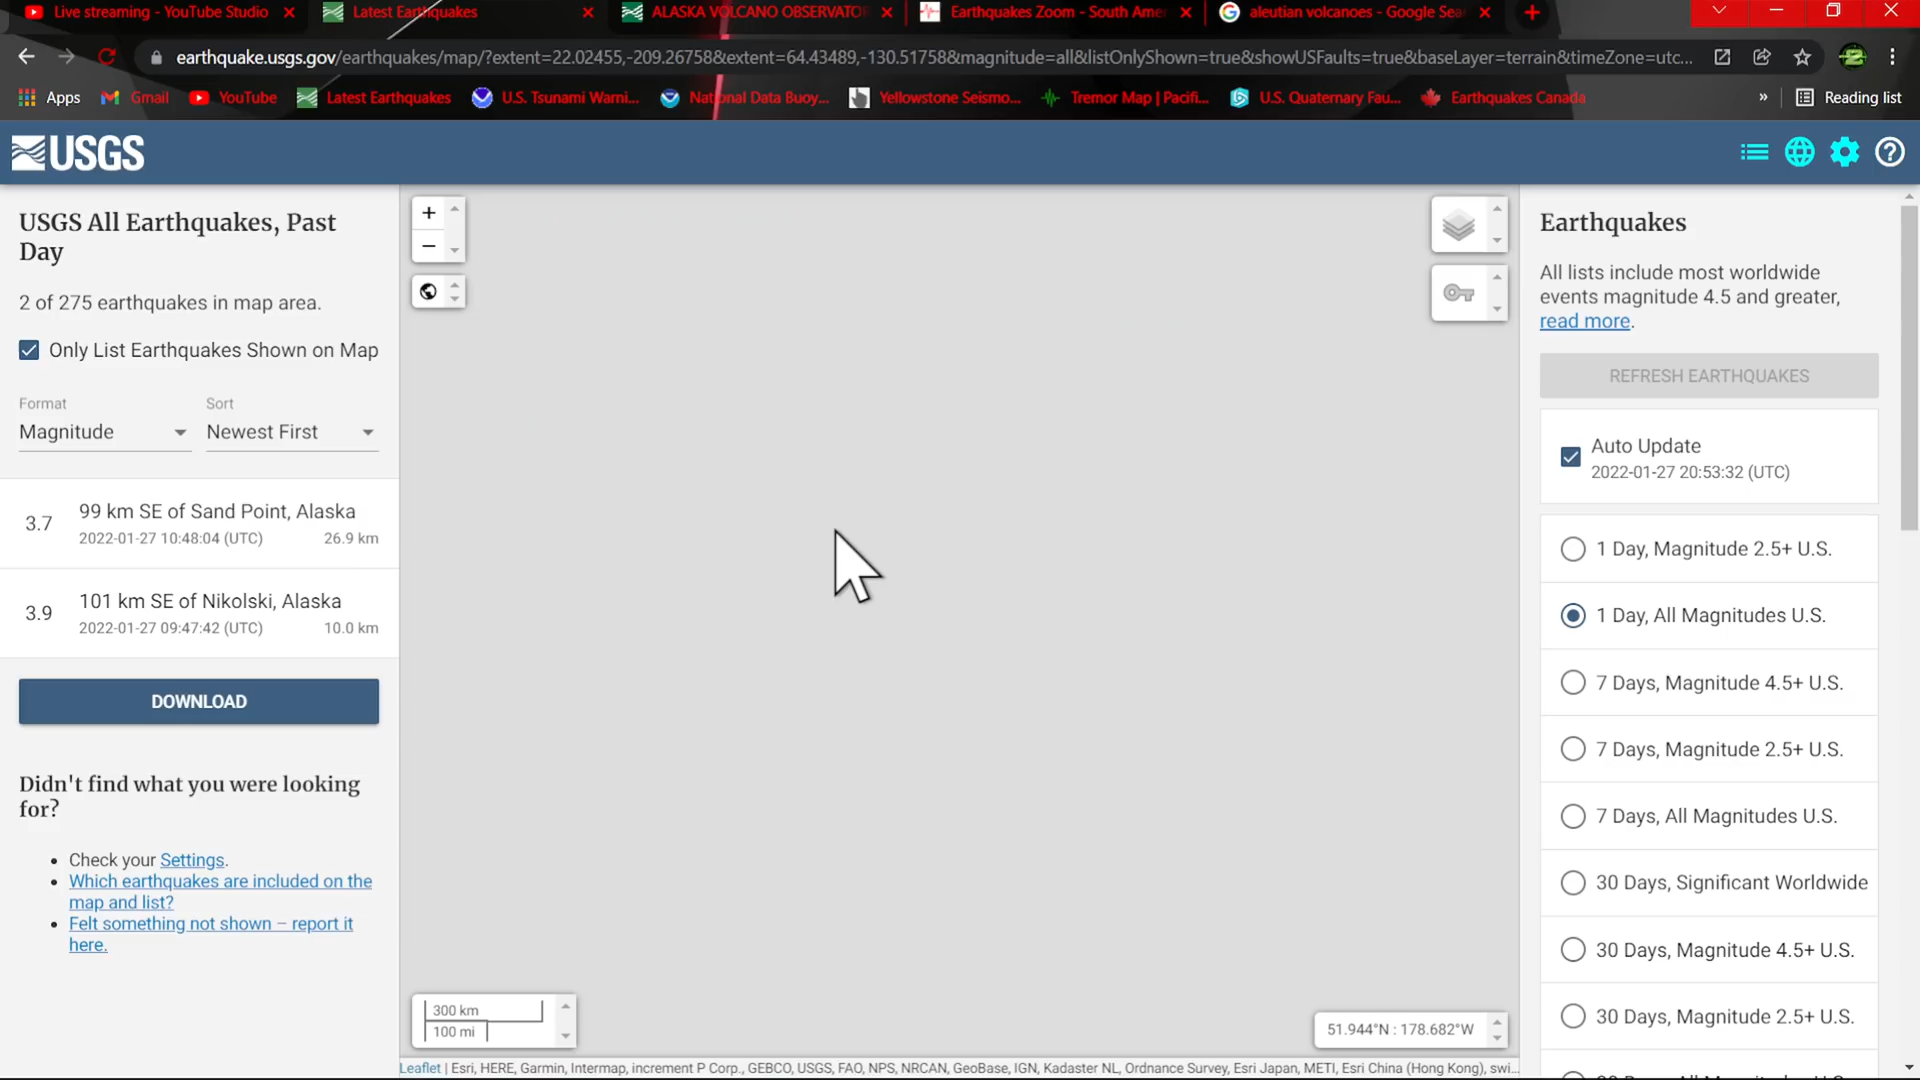 Live streaming - YouTube Studio
Latest Earthquakes
ALASKA VOLCANO OBSERVATOR
Earthquakes Zoom - South Amer
aleutian volcanoes - Google Sea
earthquake.usgs.gov/earthquakes/map/?extent=22.02455,-209.26758&extent=64.43489,-130.51758&magnitude=all&listOnlyShown=true&showUSFaults=true&baseLayer=terrain&timeZone=utc...
Apps
Gmail
YouTube
Latest Earthquakes
U.S. Tsunami Warni...
National Data Buoy...
Yellowstone Seismo...
Tremor Map | Pacifi...
U.S. Quaternary Fau...
Earthquakes Canada
»
Reading list
USGS
USGS All Earthquakes, Past
Day
2 of 275 earthquakes in map area.
Only List Earthquakes Shown on Map
Format
Sort
Magnitude
Newest First
3.7
99 km SE of Sand Point, Alaska
2022-01-27 10:48:04 (UTC)
26.9 km
3.9
101 km SE of Nikolski, Alaska
2022-01-27 09:47:42 (UTC)
10.0 km
DOWNLOAD
Didn't find what you were looking
for?
Check your Settings.
Which earthquakes are included on the
map and list?
Felt something not shown – report it
here.
+
−
300 km
100 mi
51.944°N : 178.682°W
Leaflet | Esri, HERE, Garmin, Intermap, increment P Corp., GEBCO, USGS, FAO, NPS, NRCAN, GeoBase, IGN, Kadaster NL, Ordnance Survey, Esri Japan, METI, Esri China (Hong Kong), swi...
Earthquakes
All lists include most worldwide
events magnitude 4.5 and greater,
read more.
REFRESH EARTHQUAKES
Auto Update
2022-01-27 20:53:32 (UTC)
1 Day, Magnitude 2.5+ U.S.
1 Day, All Magnitudes U.S.
7 Days, Magnitude 4.5+ U.S.
7 Days, Magnitude 2.5+ U.S.
7 Days, All Magnitudes U.S.
30 Days, Significant Worldwide
30 Days, Magnitude 4.5+ U.S.
30 Days, Magnitude 2.5+ U.S.